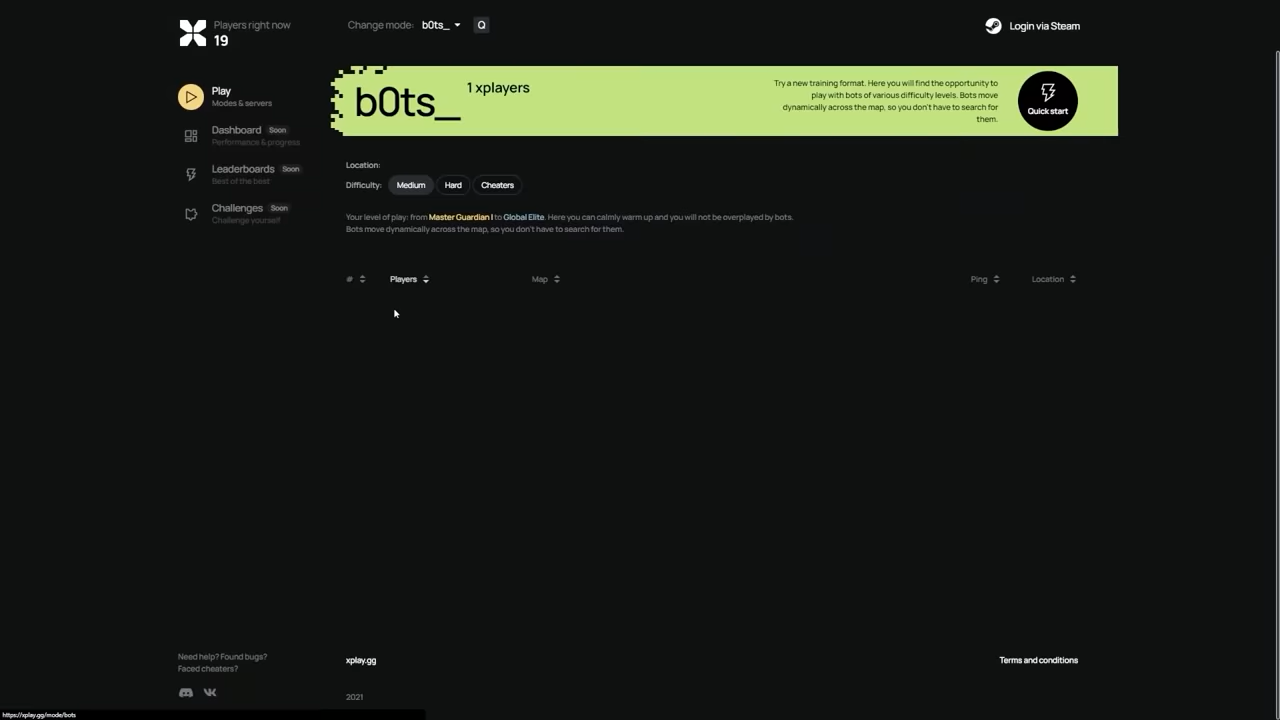 Players right now
19
Change mode: b0ts_
Q
Login via Steam
Play
Modes & servers
Dashboard Soon
Performance & progress
Leaderboards Soon
Best of the best
Challenges Soon
Challenge yourself
b0ts_
1 xplayers
Try a new training format. Here you will find the opportunity to
play with bots of various difficulty levels. Bots move
dynamically across the map, so you don't have to search for
them.
Quick start
Location:
Difficulty: Medium Hard Cheaters
Your level of play: from Master Guardian I to Global Elite. Here you can calmly warm up and you will not be overplayed by bots.
Bots move dynamically across the map, so you don't have to search for them.
# Players Map Ping Location
Need help? Found bugs?
Faced cheaters?
xplay.gg
Terms and conditions
2021
https://xplay.gg/mode/bots